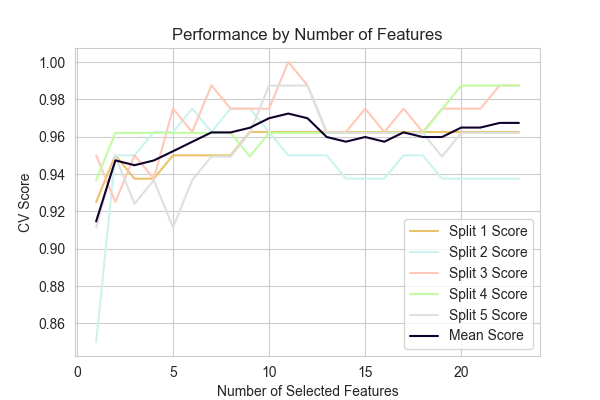 Performance by Number of Features
CV Score
1.00
0.98
0.96
0.94
0.92
0.90
0.88
0.86
0
5
10
15
20
Number of Selected Features
Split 1 Score
Split 2 Score
Split 3 Score
Split 4 Score
Split 5 Score
Mean Score